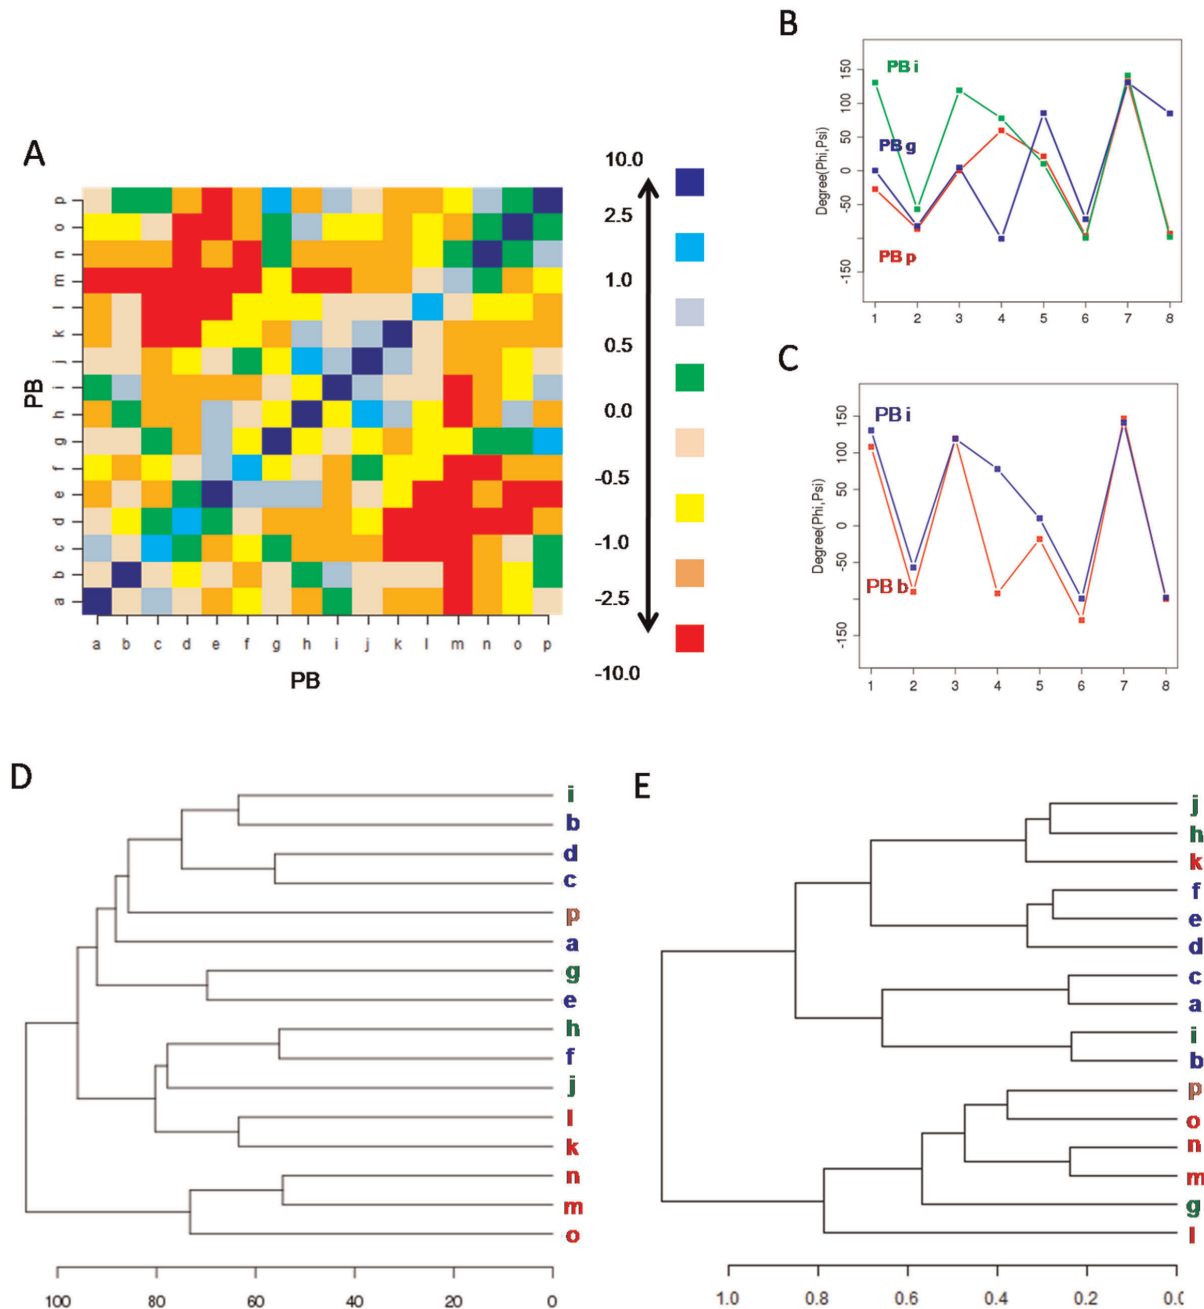 A
PB
p
o
n
m
l
k
j
i
h
g
f
e
d
c
b
a
a b c d e f g h i j k l m n o p
PB
10.0
2.5
1.0
0.5
0.0
-0.5
-1.0
-2.5
-10.0
B
Degree(Phi,Psi)
150
100
50
0
-50
-150
PB i
PB g
PB p
1 2 3 4 5 6 7 8
C
Degree(Phi,Psi)
150
100
50
0
-50
-150
PB i
PB b
1 2 3 4 5 6 7 8
D
i
b
d
c
p
a
g
e
h
f
j
l
k
n
m
o
100 80 60 40 20 0
E
j
h
k
f
e
d
c
a
i
b
p
o
n
m
g
l
1.0 0.8 0.6 0.4 0.2